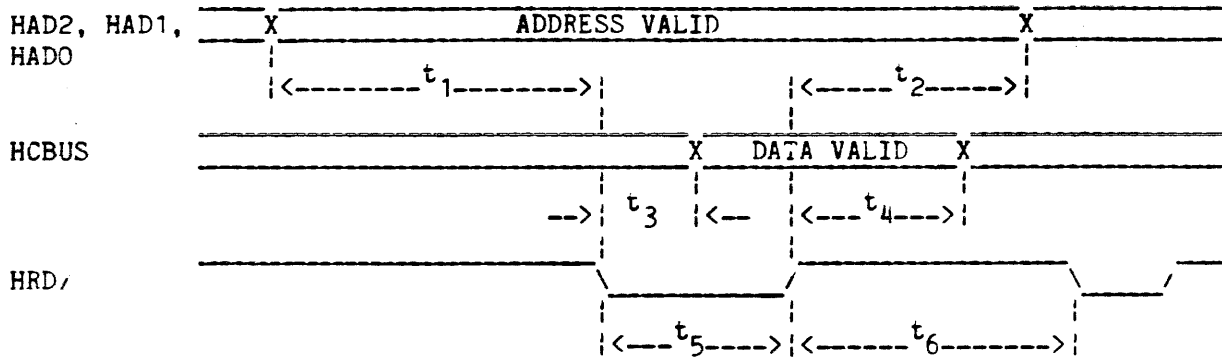 HAD2, HAD1,
HAD0
X ADDRESS VALID X
|<--------t1-------->|
|<------t2------>|
HCBUS
X DATA VALID X
-->| t3 |<--
|<---t4--->|
HRD/
|<---t5---->|
|<------t6------->|